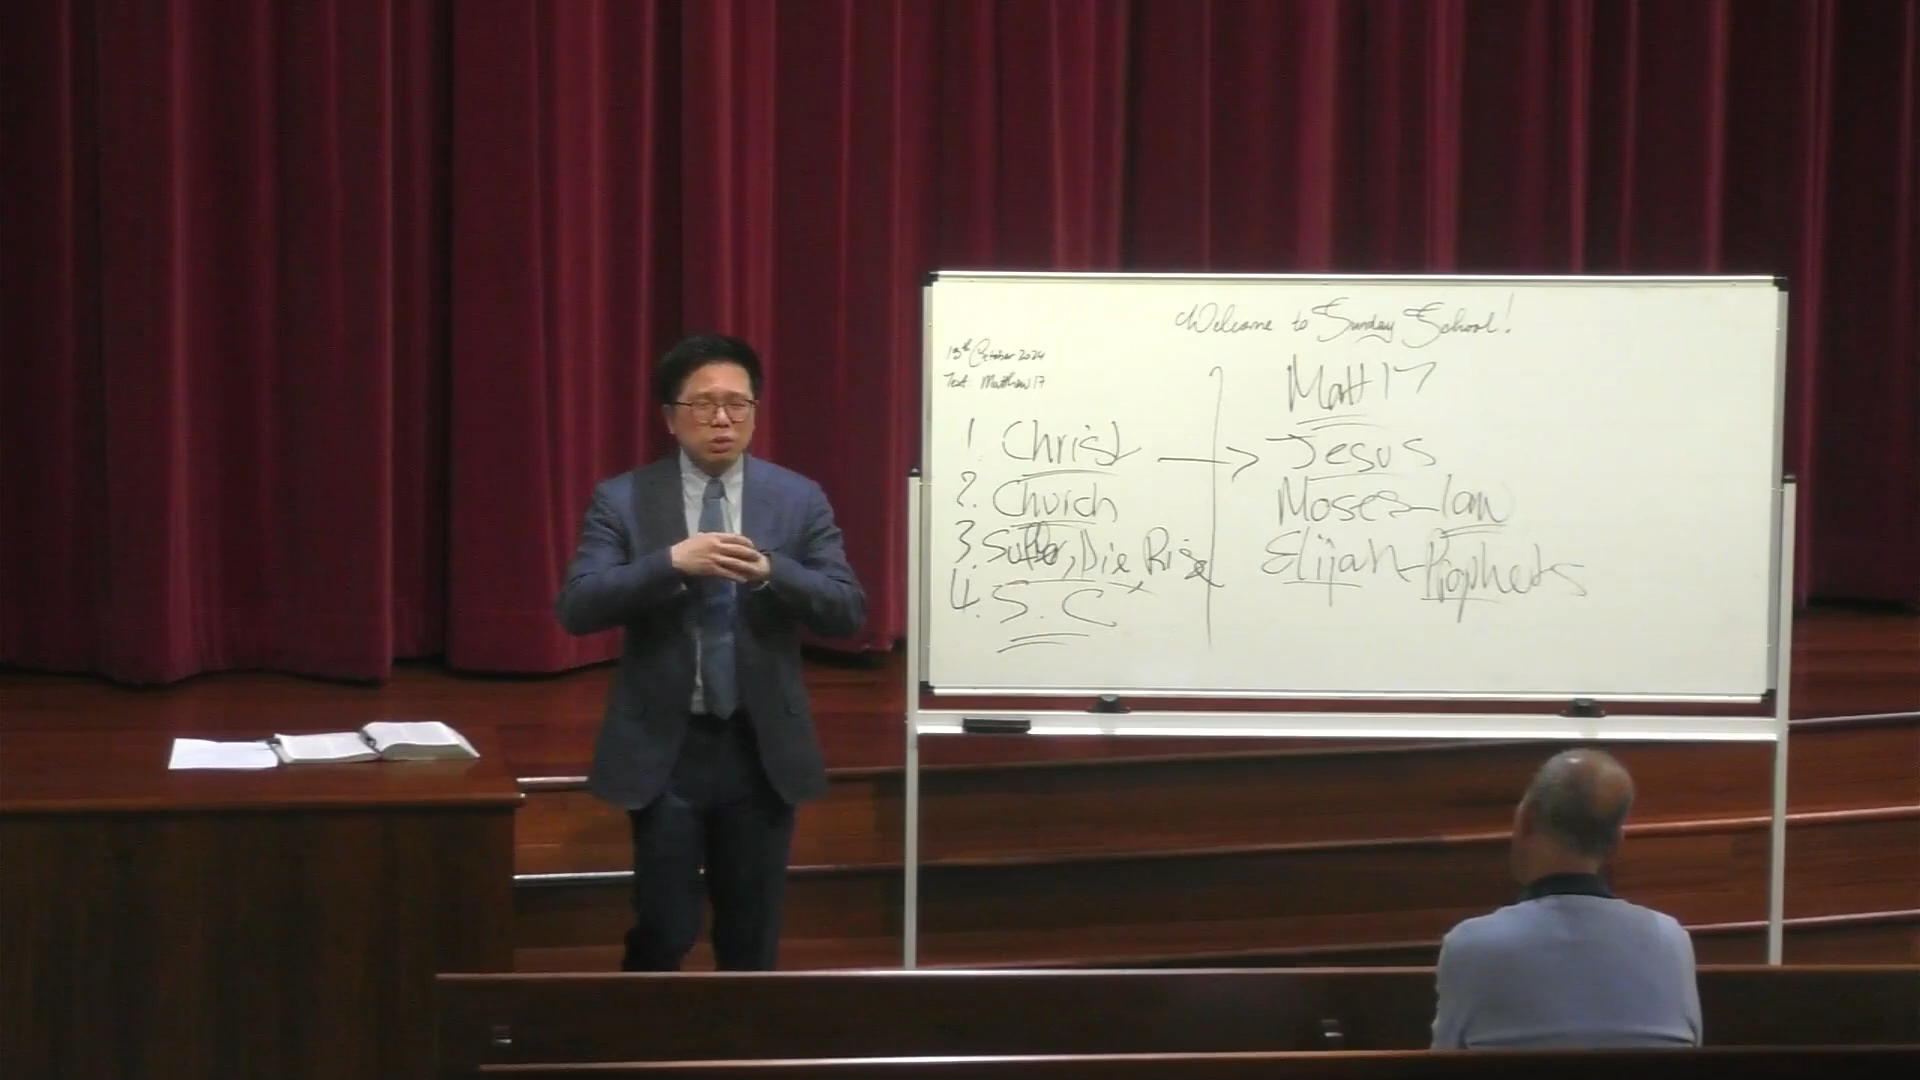 Welcome to Sunday School!
13th October 2024
Text: Matthew 17
1. Christ →
2. Church
3. Suffer, Die Rise
4. S.C
Matt 17
Jesus
Moses - law
Elijah - Prophets